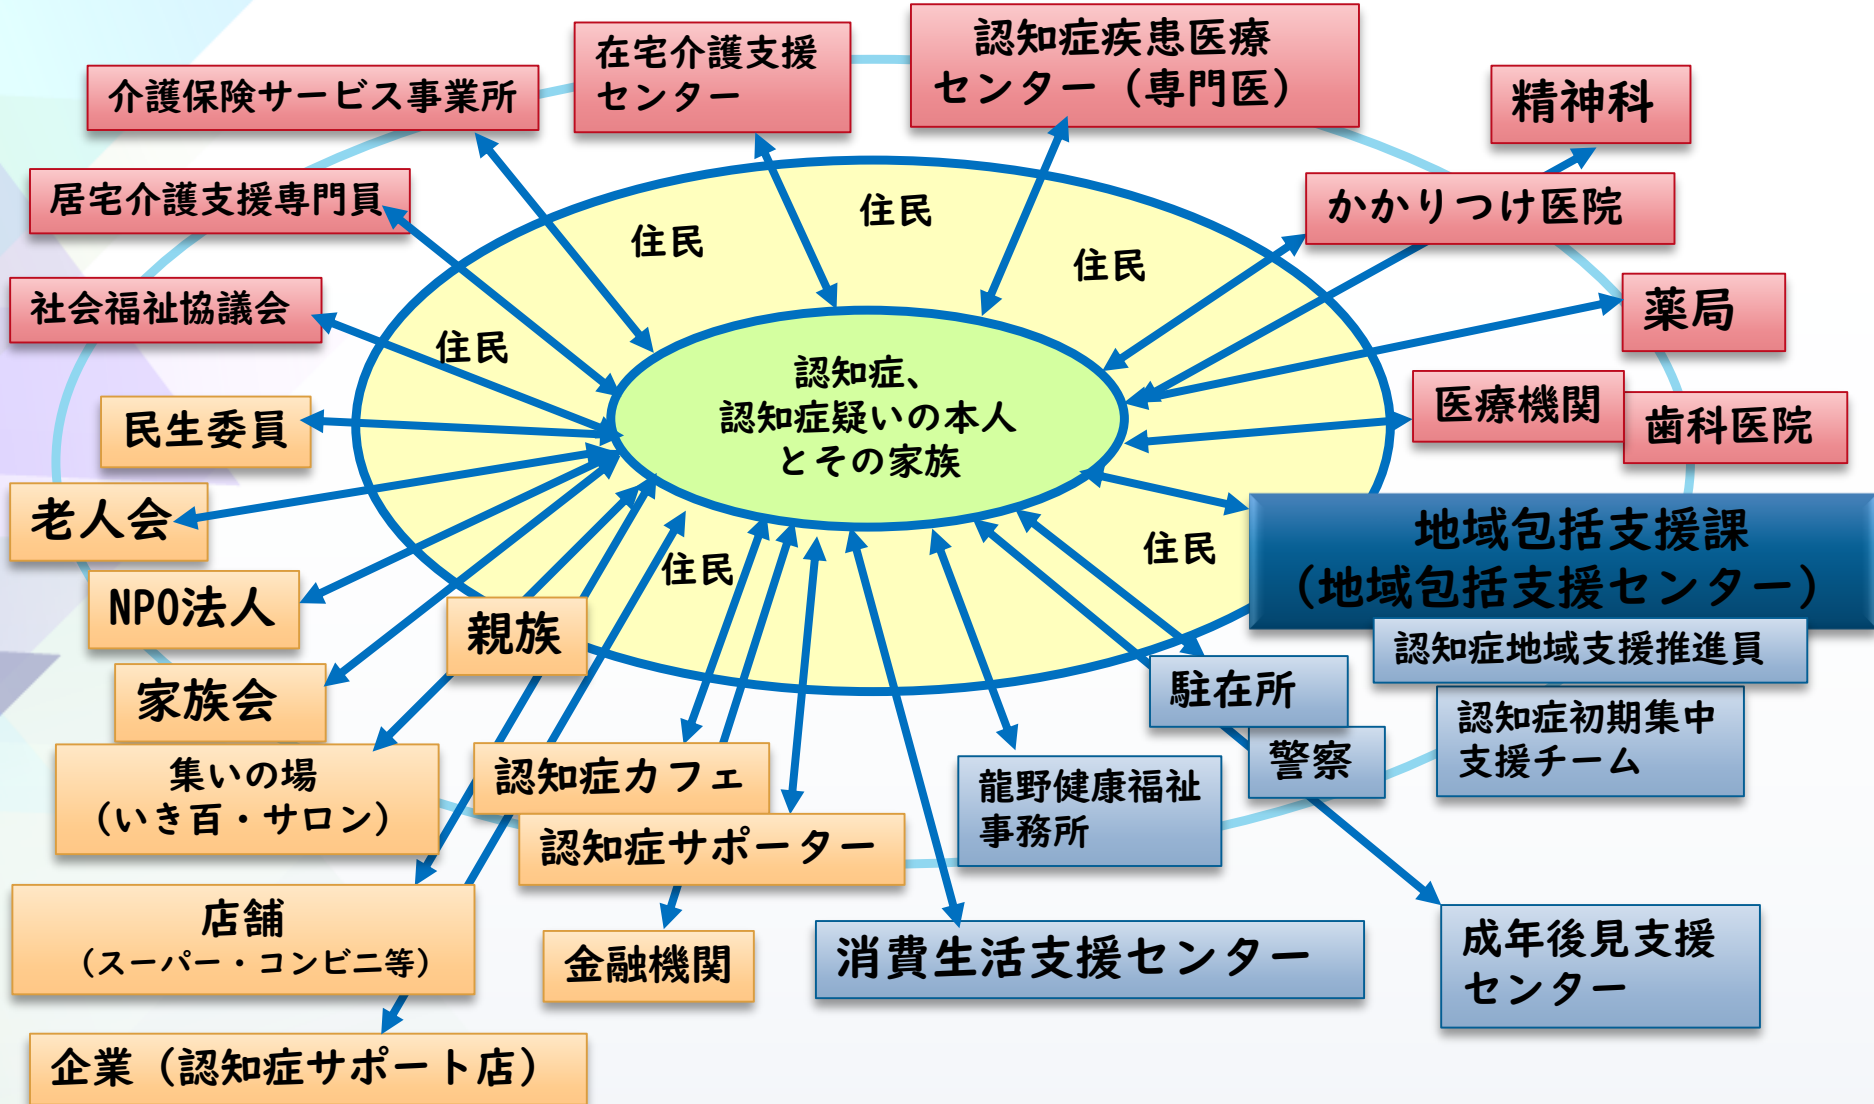 認知症疾患医療
センター（専門医）
在宅介護支援
センター
介護保険サービス事業所
精神科
居宅介護支援専門員
かかりつけ医院
住民
住民
住民
社会福祉協議会
薬局
住民
認知症、
認知症疑いの本人
とその家族
民生委員
医療機関
歯科医院
老人会
地域包括支援課
（地域包括支援センター）
住民
住民
NPO法人
親族
認知症地域支援推進員
家族会
駐在所
認知症初期集中
支援チーム
警察
集いの場
（いき百・サロン）
認知症カフェ
龍野健康福祉
事務所
認知症サポーター
店舗
（スーパー・コンビニ等）
金融機関
消費生活支援センター
成年後見支援
センター
企業（認知症サポート店）